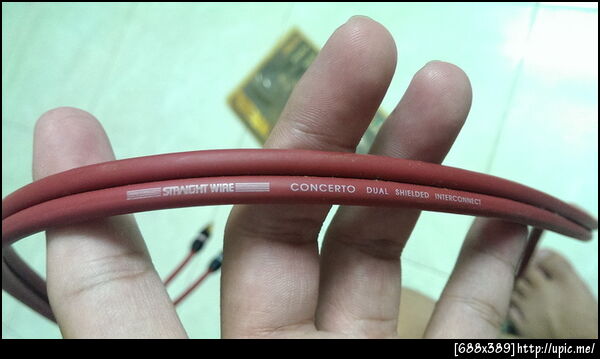 STRAIGHT WIRE CONCERTO DUAL SHIELDED INTERCONNECT
[688x389]http://upic.me/